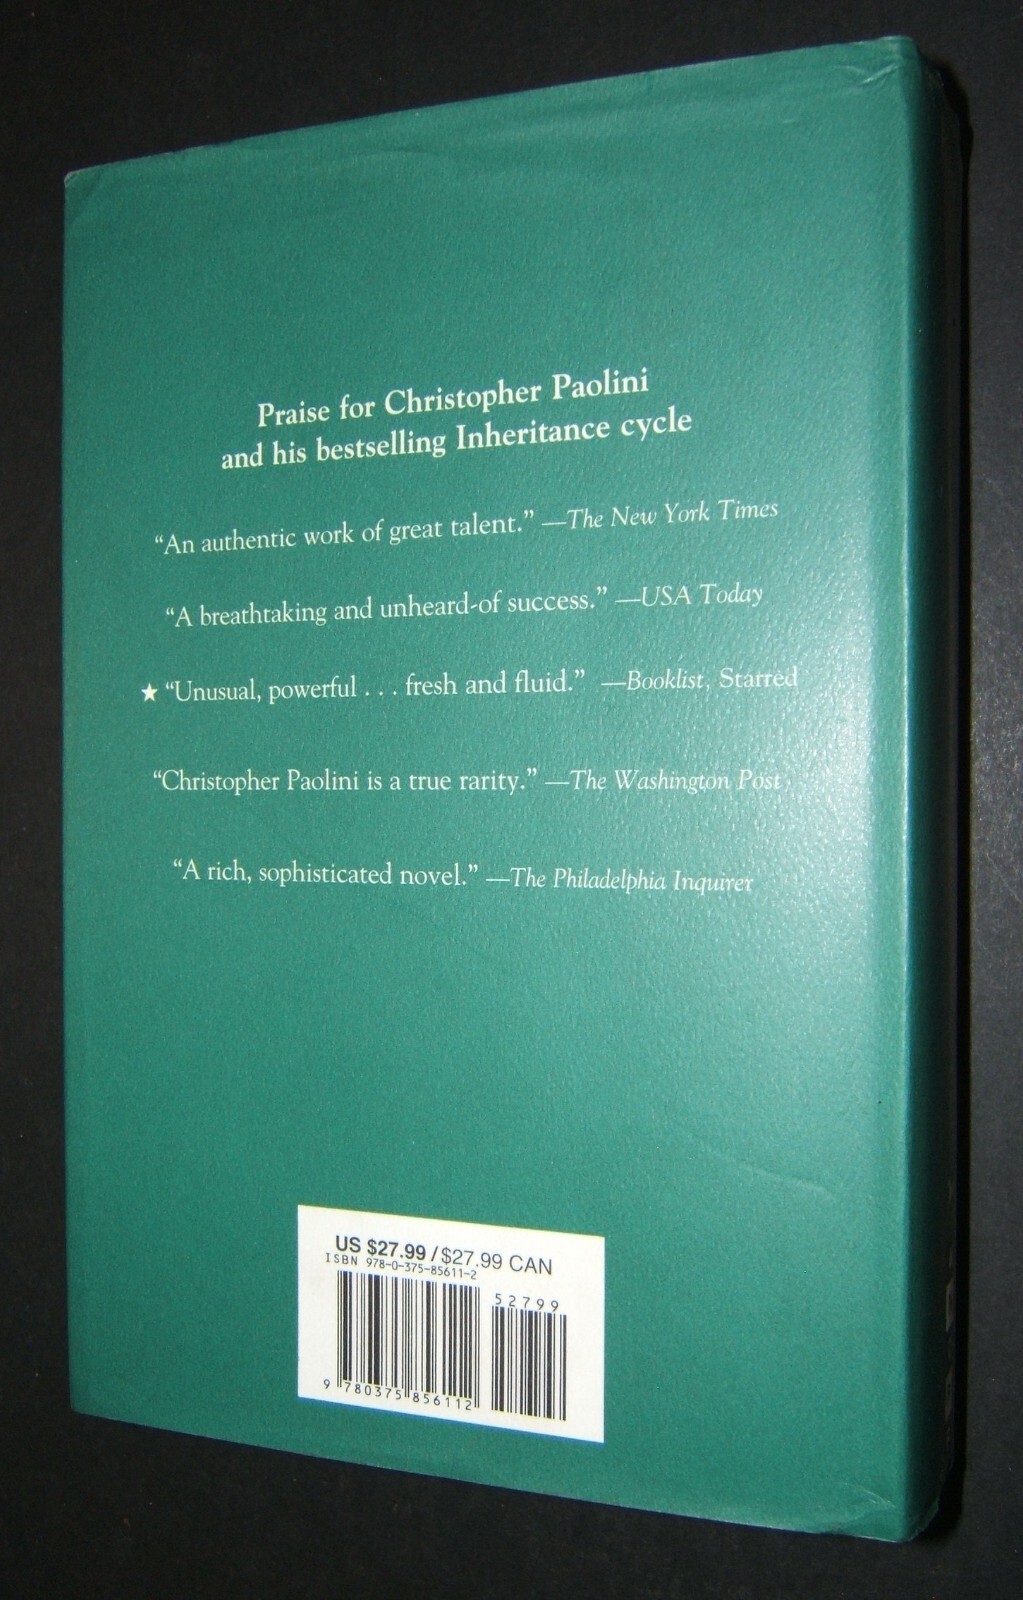 Praise for Christopher Paolini
and his bestselling Inheritance cycle
“An authentic work of great talent.” —The New York Times
“A breathtaking and unheard-of success.” —USA Today
★ “Unusual, powerful . . . fresh and fluid.” —Booklist, Starred
“Christopher Paolini is a true rarity.” —The Washington Post
“A rich, sophisticated novel.” —The Philadelphia Inquirer
US $27.99 / $27.99 CAN
ISBN 978-0-375-85611-2
52799
9 780375 856112